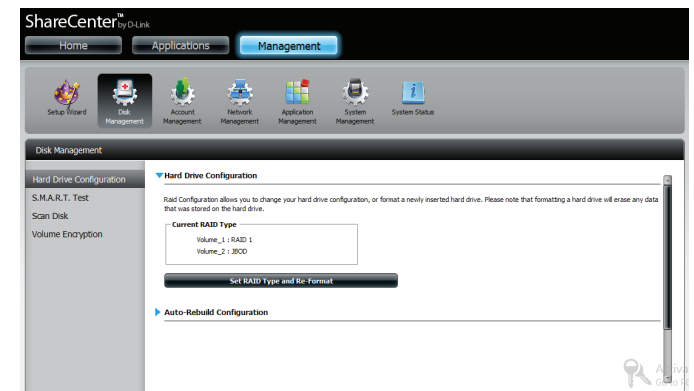 ShareCenter™ by D-Link
Home Applications Management
Setup Wizard Disk Management Account Management Network Management Application Management System Management System Status
Disk Management
Hard Drive Configuration
S.M.A.R.T. Test
Scan Disk
Volume Encryption
Hard Drive Configuration
Raid Configuration allows you to change your hard drive configuration, or format a newly inserted hard drive. Please note that formatting a hard drive will erase any data
that was stored on the hard drive.
Current RAID Type
Volume_1 : RAID 1
Volume_2 : JBOD
Set RAID Type and Re-Format
Auto-Rebuild Configuration